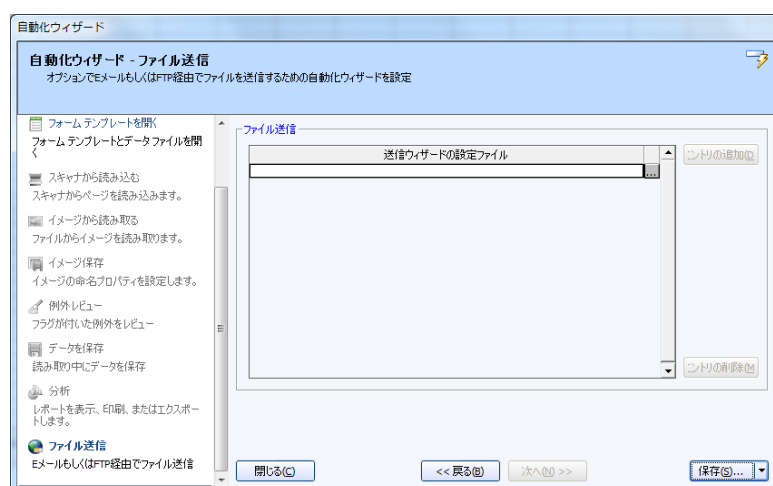 自動化ウィザード
自動化ウィザード - ファイル送信
オプションでEメールもしくはFTP経由でファイルを送信するための自動化ウィザードを設定
フォーム テンプレートを開く
フォーム テンプレートとデータ ファイルを開
く
スキャナから読み込む
スキャナからページを読み込みます。
イメージから読み取る
ファイルからイメージを読み取ります。
イメージ保存
イメージの命名プロパティを設定します。
例外レビュー
フラグが付いた例外をレビュー
データを保存
読み取り中にデータを保存
分析
レポートを表示、印刷、またはエクスポー
トします。
ファイル送信
EメールもしくはFTP経由でファイル送信
ファイル送信
送信ウィザードの設定ファイル
...
ントリの追加(D)
ントリの削除(M)
閉じる(C)
<< 戻る(B)
次へ(N) >>
保存(S)...